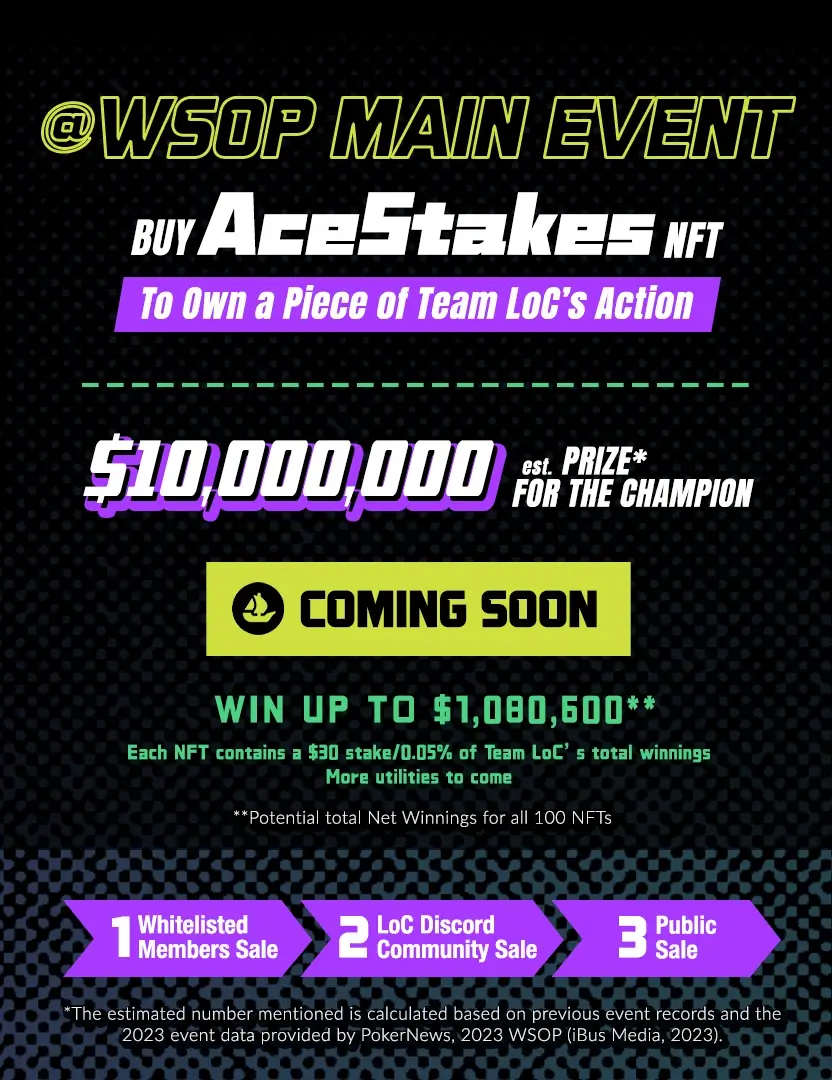 @WSOP MAIN EVENT
BUY AceStakes NFT
To Own a Piece of Team LoC's Action
$10,000,000 est. PRIZE*
FOR THE CHAMPION
COMING SOON
WIN UP TO $1,080,600**
Each NFT contains a $30 stake/0.05% of Team LoC' s total winnings
More utilities to come
**Potential total Net Winnings for all 100 NFTs
1 Whitelisted
Members Sale
2 LoC Discord
Community Sale
3 Public
Sale
*The estimated number mentioned is calculated based on previous event records and the
2023 event data provided by PokerNews, 2023 WSOP (iBus Media, 2023).